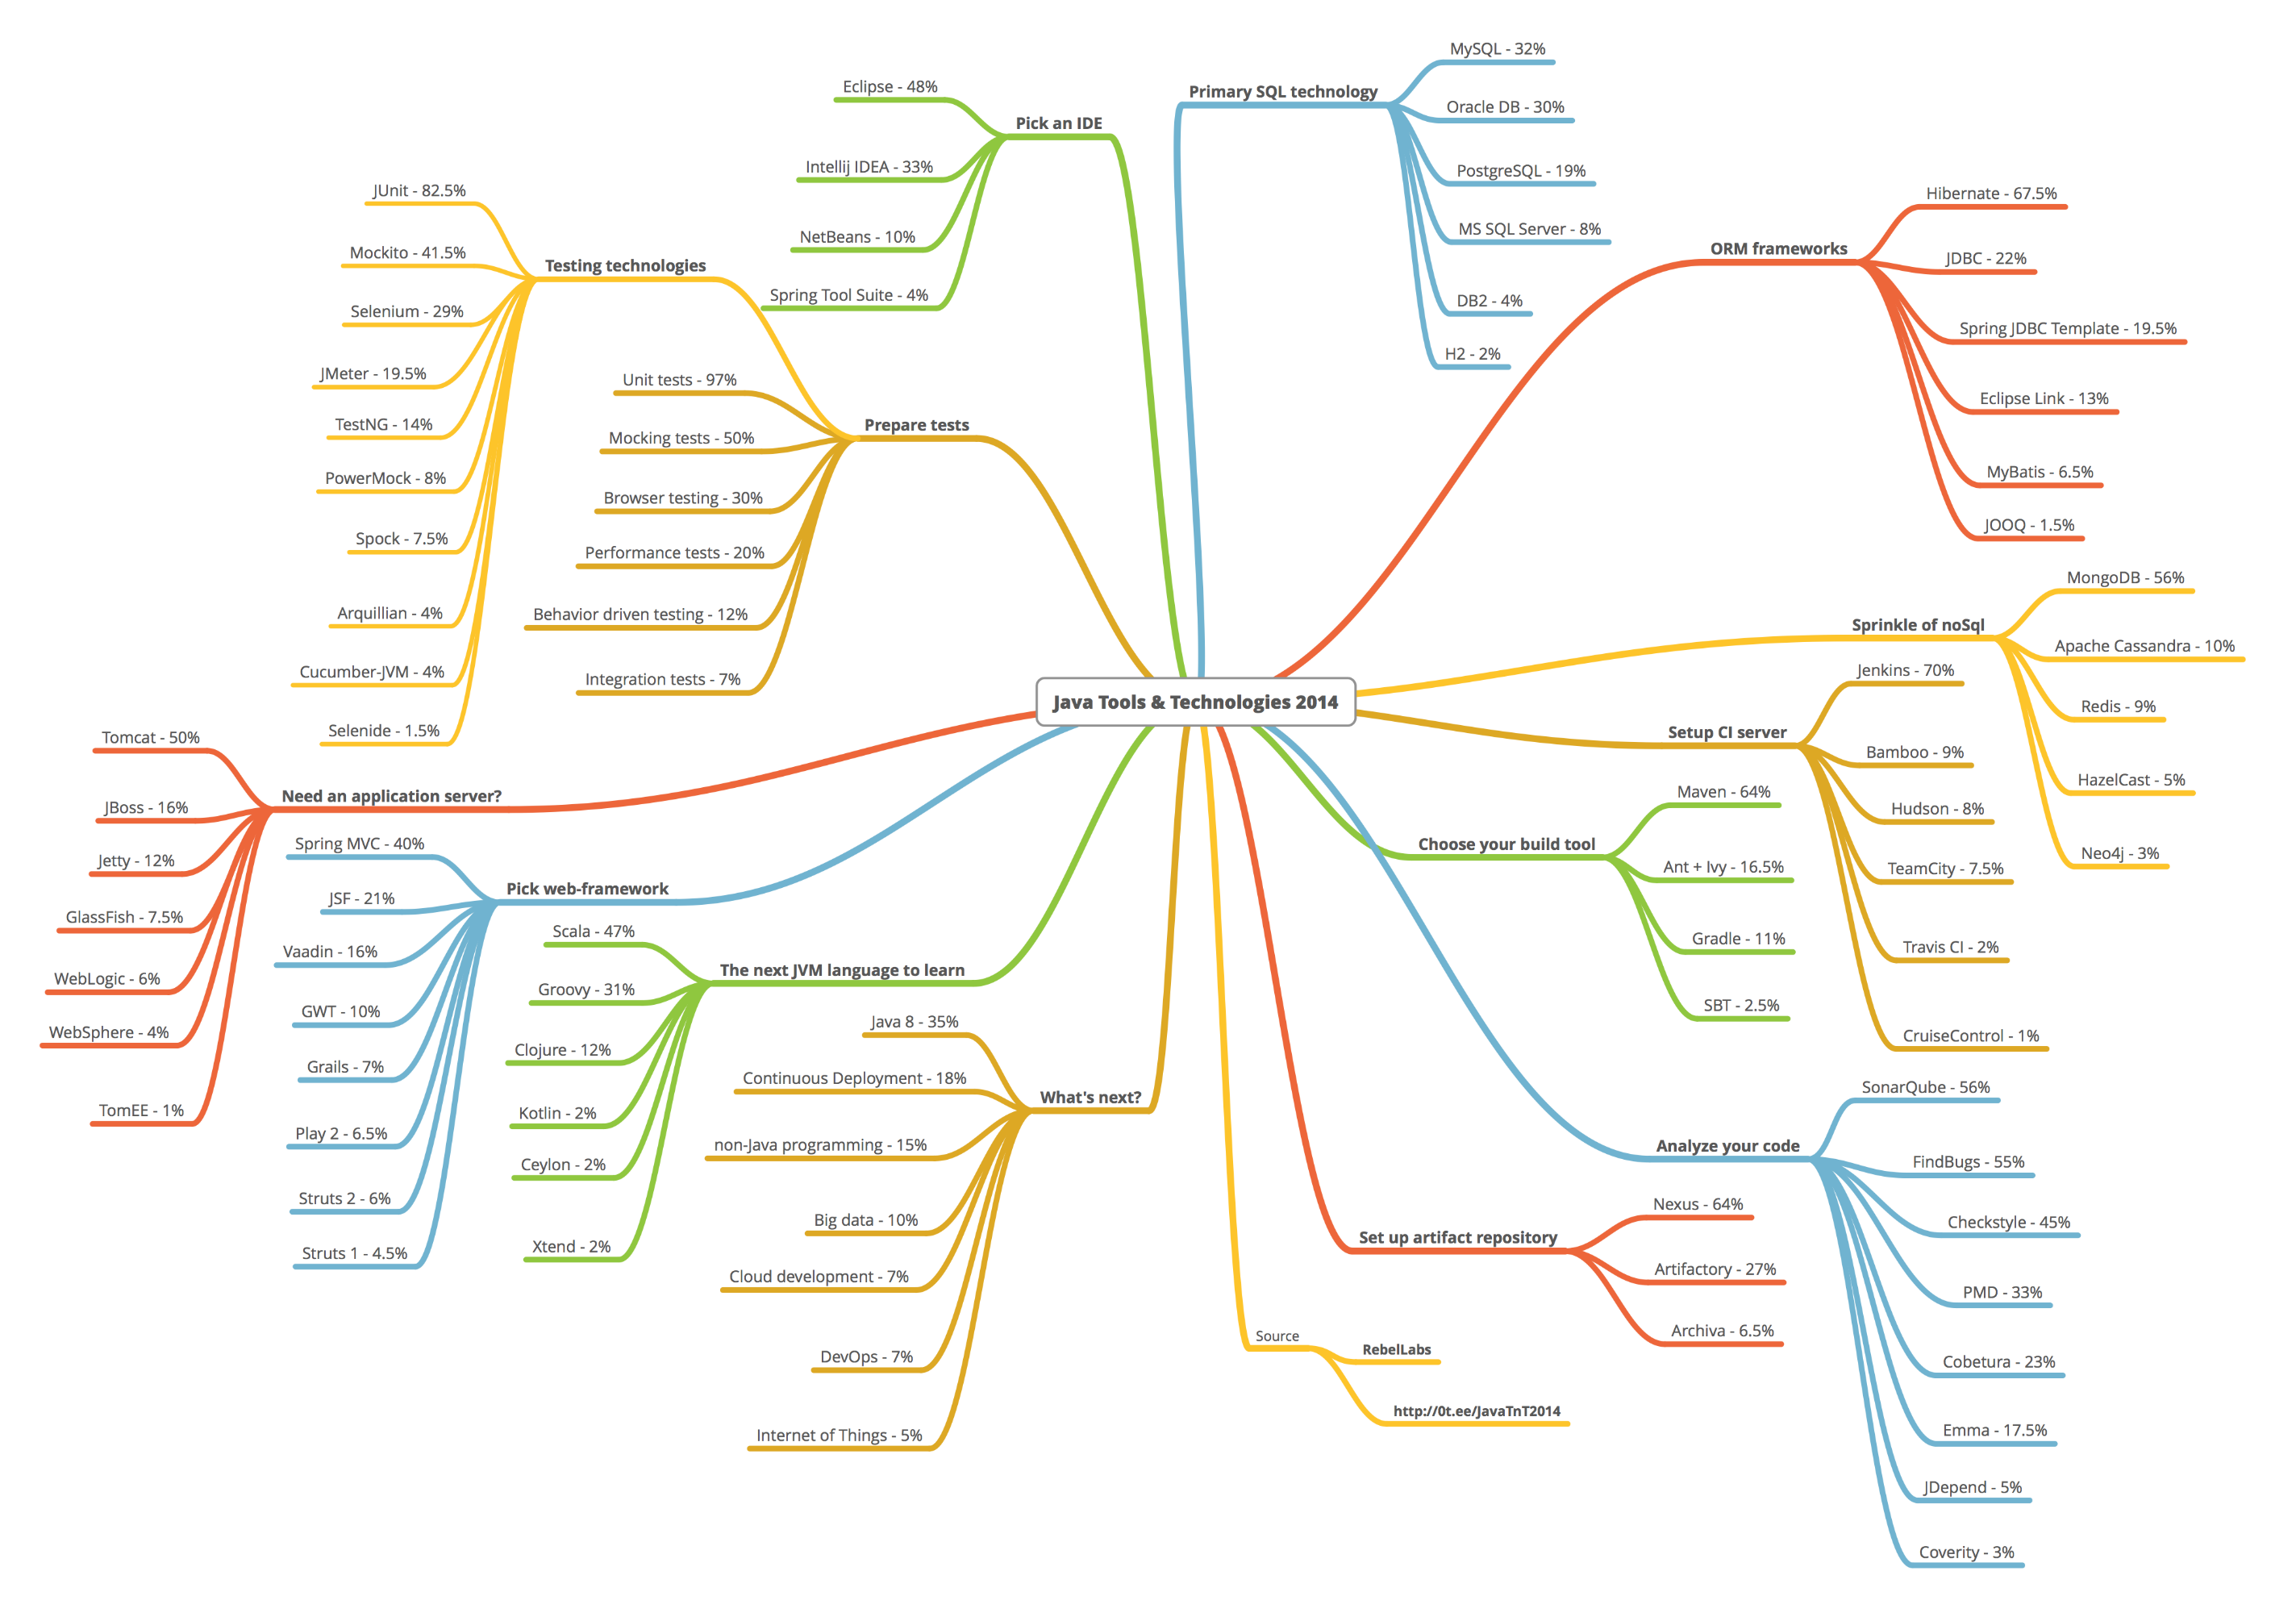 Java Tools & Technologies 2014
Primary SQL technology
MySQL - 32%
Oracle DB - 30%
PostgreSQL - 19%
MS SQL Server - 8%
DB2 - 4%
H2 - 2%
ORM frameworks
Hibernate - 67.5%
JDBC - 22%
Spring JDBC Template - 19.5%
Eclipse Link - 13%
MyBatis - 6.5%
JOOQ - 1.5%
Sprinkle of noSql
MongoDB - 56%
Apache Cassandra - 10%
Redis - 9%
HazelCast - 5%
Neo4j - 3%
Setup CI server
Jenkins - 70%
Bamboo - 9%
Hudson - 8%
TeamCity - 7.5%
Travis CI - 2%
CruiseControl - 1%
Choose your build tool
Maven - 64%
Ant + Ivy - 16.5%
Gradle - 11%
SBT - 2.5%
Analyze your code
SonarQube - 56%
FindBugs - 55%
Checkstyle - 45%
PMD - 33%
Cobetura - 23%
Emma - 17.5%
JDepend - 5%
Coverity - 3%
Set up artifact repository
Nexus - 64%
Artifactory - 27%
Archiva - 6.5%
Source
RebelLabs
http://0t.ee/JavaTnT2014
Pick an IDE
Eclipse - 48%
Intellij IDEA - 33%
NetBeans - 10%
Spring Tool Suite - 4%
Prepare tests
Testing technologies
JUnit - 82.5%
Mockito - 41.5%
Selenium - 29%
JMeter - 19.5%
TestNG - 14%
PowerMock - 8%
Spock - 7.5%
Arquillian - 4%
Cucumber-JVM - 4%
Selenide - 1.5%
Unit tests - 97%
Mocking tests - 50%
Browser testing - 30%
Performance tests - 20%
Behavior driven testing - 12%
Integration tests - 7%
Need an application server?
Tomcat - 50%
JBoss - 16%
Jetty - 12%
GlassFish - 7.5%
WebLogic - 6%
WebSphere - 4%
TomEE - 1%
Pick web-framework
Spring MVC - 40%
JSF - 21%
Vaadin - 16%
GWT - 10%
Grails - 7%
Play 2 - 6.5%
Struts 2 - 6%
Struts 1 - 4.5%
The next JVM language to learn
Scala - 47%
Groovy - 31%
Clojure - 12%
Kotlin - 2%
Ceylon - 2%
Xtend - 2%
What's next?
Java 8 - 35%
Continuous Deployment - 18%
non-Java programming - 15%
Big data - 10%
Cloud development - 7%
DevOps - 7%
Internet of Things - 5%